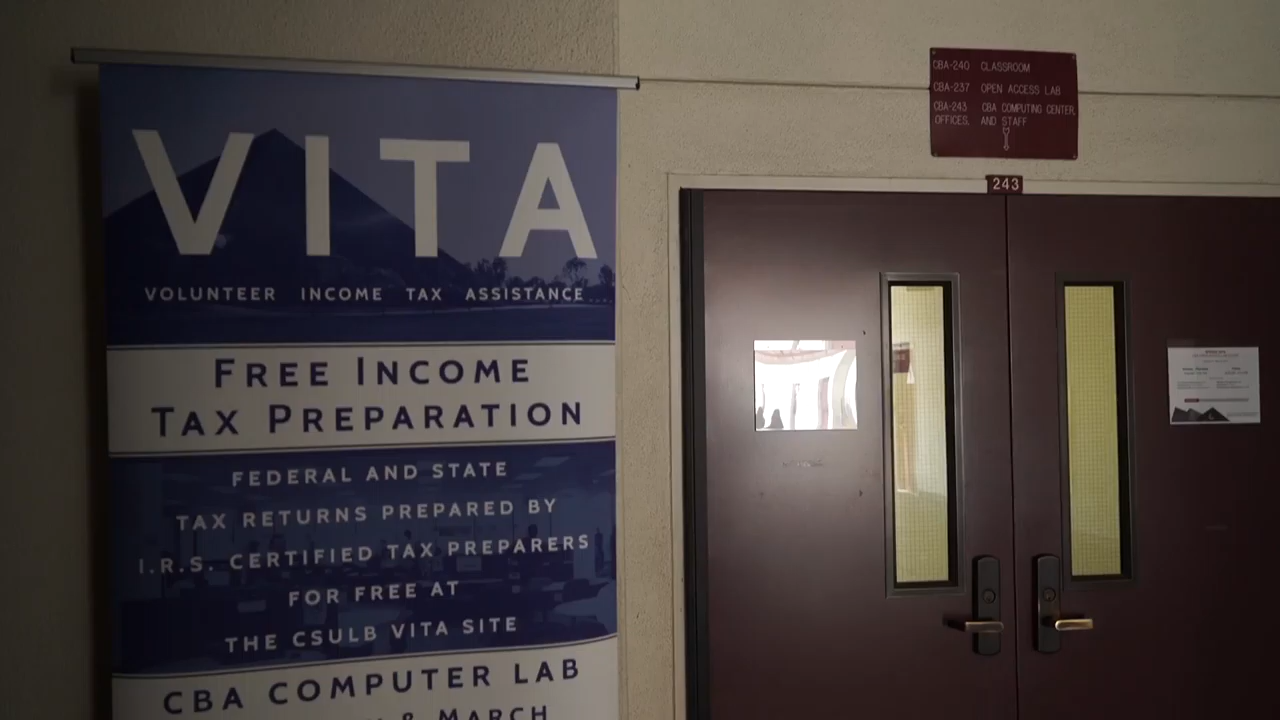 VITA
VOLUNTEER INCOME TAX ASSISTANCE
FREE INCOME
TAX PREPARATION
FEDERAL AND STATE
TAX RETURNS PREPARED BY
I.R.S. CERTIFIED TAX PREPARERS
FOR FREE AT
THE CSULB VITA SITE
CBA COMPUTER LAB
& MARCH
CBA-240 CLASSROOM
CBA-237 OPEN ACCESS LAB
CBA-243 CBA COMPUTING CENTER,
OFFICES, AND STAFF
243